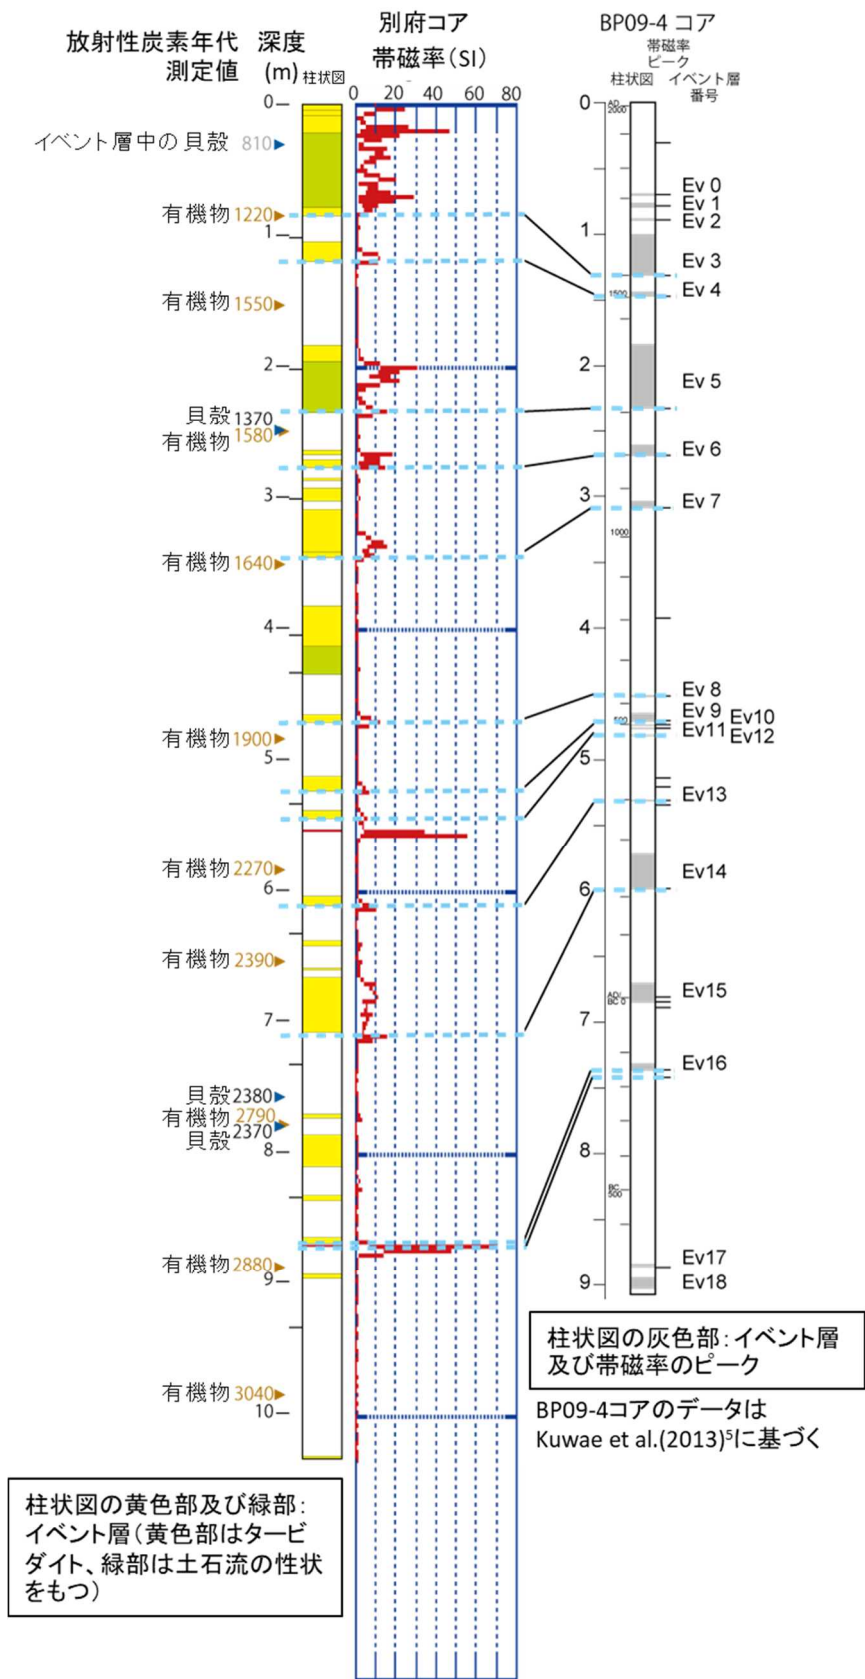 放射性炭素年代
測定値
深度
(m)
柱状図
別府コア
帯磁率(SI)
0 20 40 60 80
BP09-4 コア
帯磁率
ピーク
柱状図
イベント層
番号
0
イベント層中の貝殻 810
有機物 1220
1
有機物 1550
2
貝殻 1370
有機物 1580
3
有機物 1640
4
有機物 1900
5
有機物 2270
6
有機物 2390
7
貝殻 2380
有機物 2790
貝殻 2370
8
有機物 2880
9
有機物 3040
10
0
AD
2000
Ev 0
Ev 1
Ev 2
1
Ev 3
1500
Ev 4
2
Ev 5
Ev 6
3
Ev 7
1000
4
Ev 8
Ev 9
Ev10
500
Ev11
Ev12
5
Ev13
Ev14
6
Ev15
AD/
BC 0
7
Ev16
8
BC
500
Ev17
9
Ev18
柱状図の灰色部：イベント層
及び帯磁率のピーク
BP09-4コアのデータは
Kuwae et al.(2013)⁵に基づく
柱状図の黄色部及び緑部：
イベント層（黄色部はタービ
ダイト、緑部は土石流の性状
をもつ）